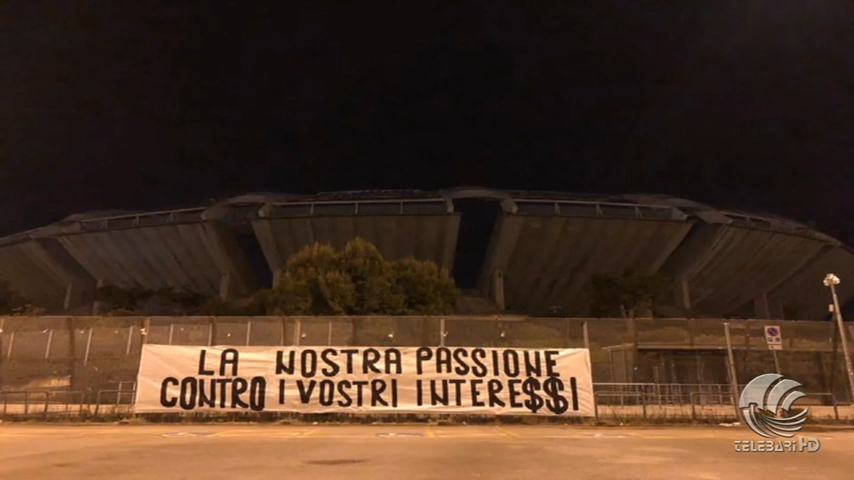 LA NOSTRA PASSIONE
CONTRO I VOSTRI INTERE$$I
TELEBARI HD